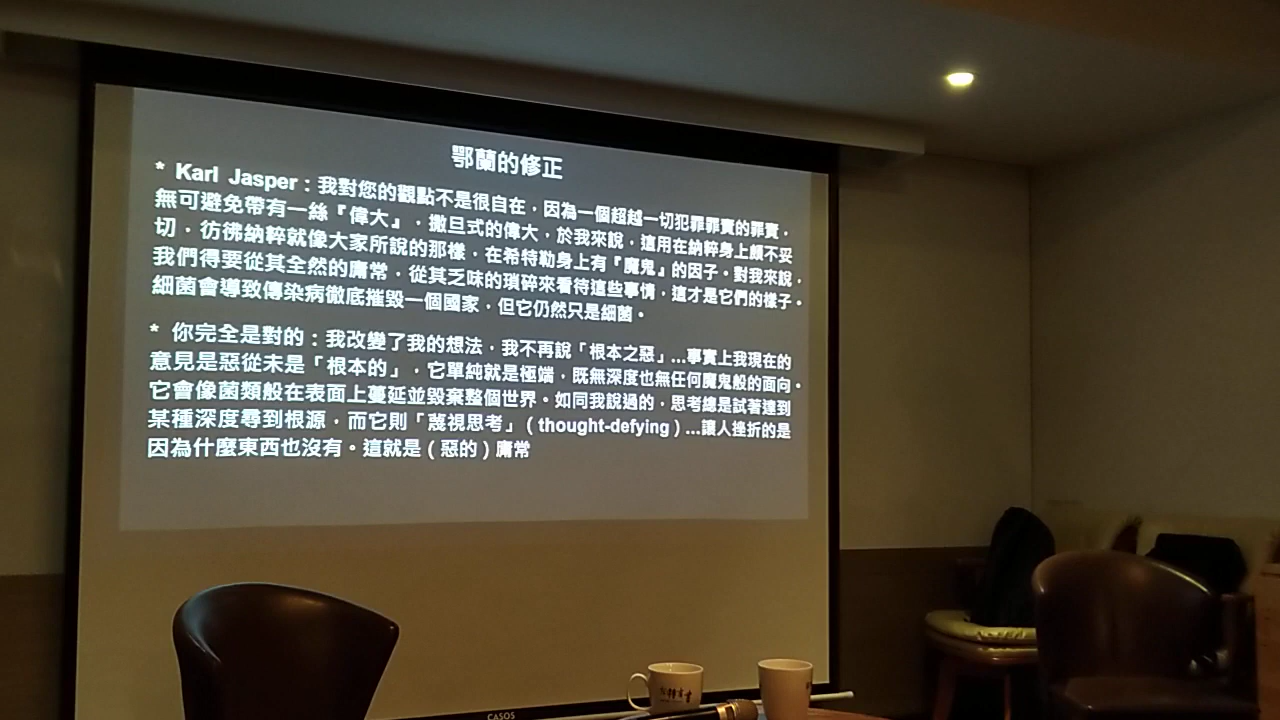 鄂蘭的修正
* Karl Jasper：我對您的觀點不是很自在，因為一個超越一切犯罪罪責的罪責，
無可避免帶有一絲『偉大』，撒旦式的偉大，於我來說，這用在納粹身上頗不妥
切，彷彿納粹就像大家所說的那樣，在希特勒身上有『魔鬼』的因子。對我來說，
我們得要從其全然的庸常，從其乏味的瑣碎來看待這些事情，這才是它們的樣子。
細菌會導致傳染病徹底摧毀一個國家，但它仍然只是細菌。
* 你完全是對的：我改變了我的想法，我不再說「根本之惡」...事實上我現在的
意見是惡從未是「根本的」，它單純就是極端，既無深度也無任何魔鬼般的面向。
它會像菌類般在表面上蔓延並毀棄整個世界。如同我說過的，思考總是試著達到
某種深度尋到根源，而它則「蔑視思考」（thought-defying）...讓人挫折的是
因為什麼東西也沒有。這就是（惡的）庸常
CASOS